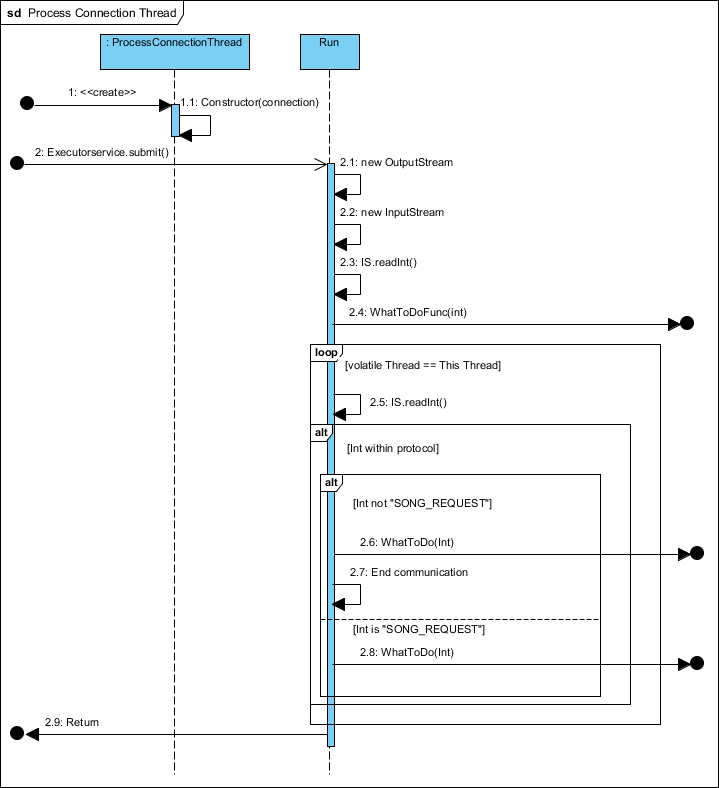 sd Process Connection Thread
: ProcessConnectionThread
Run
1: <<create>>
1.1: Constructor(connection)
2: Executorservice.submit()
2.1: new OutputStream
2.2: new InputStream
2.3: IS.readInt()
2.4: WhatToDoFunc(int)
loop
[volatile Thread == This Thread]
2.5: IS.readInt()
alt
[Int within protocol]
alt
[Int not "SONG_REQUEST"]
2.6: WhatToDo(Int)
2.7: End communication
[Int is "SONG_REQUEST"]
2.8: WhatToDo(Int)
2.9: Return